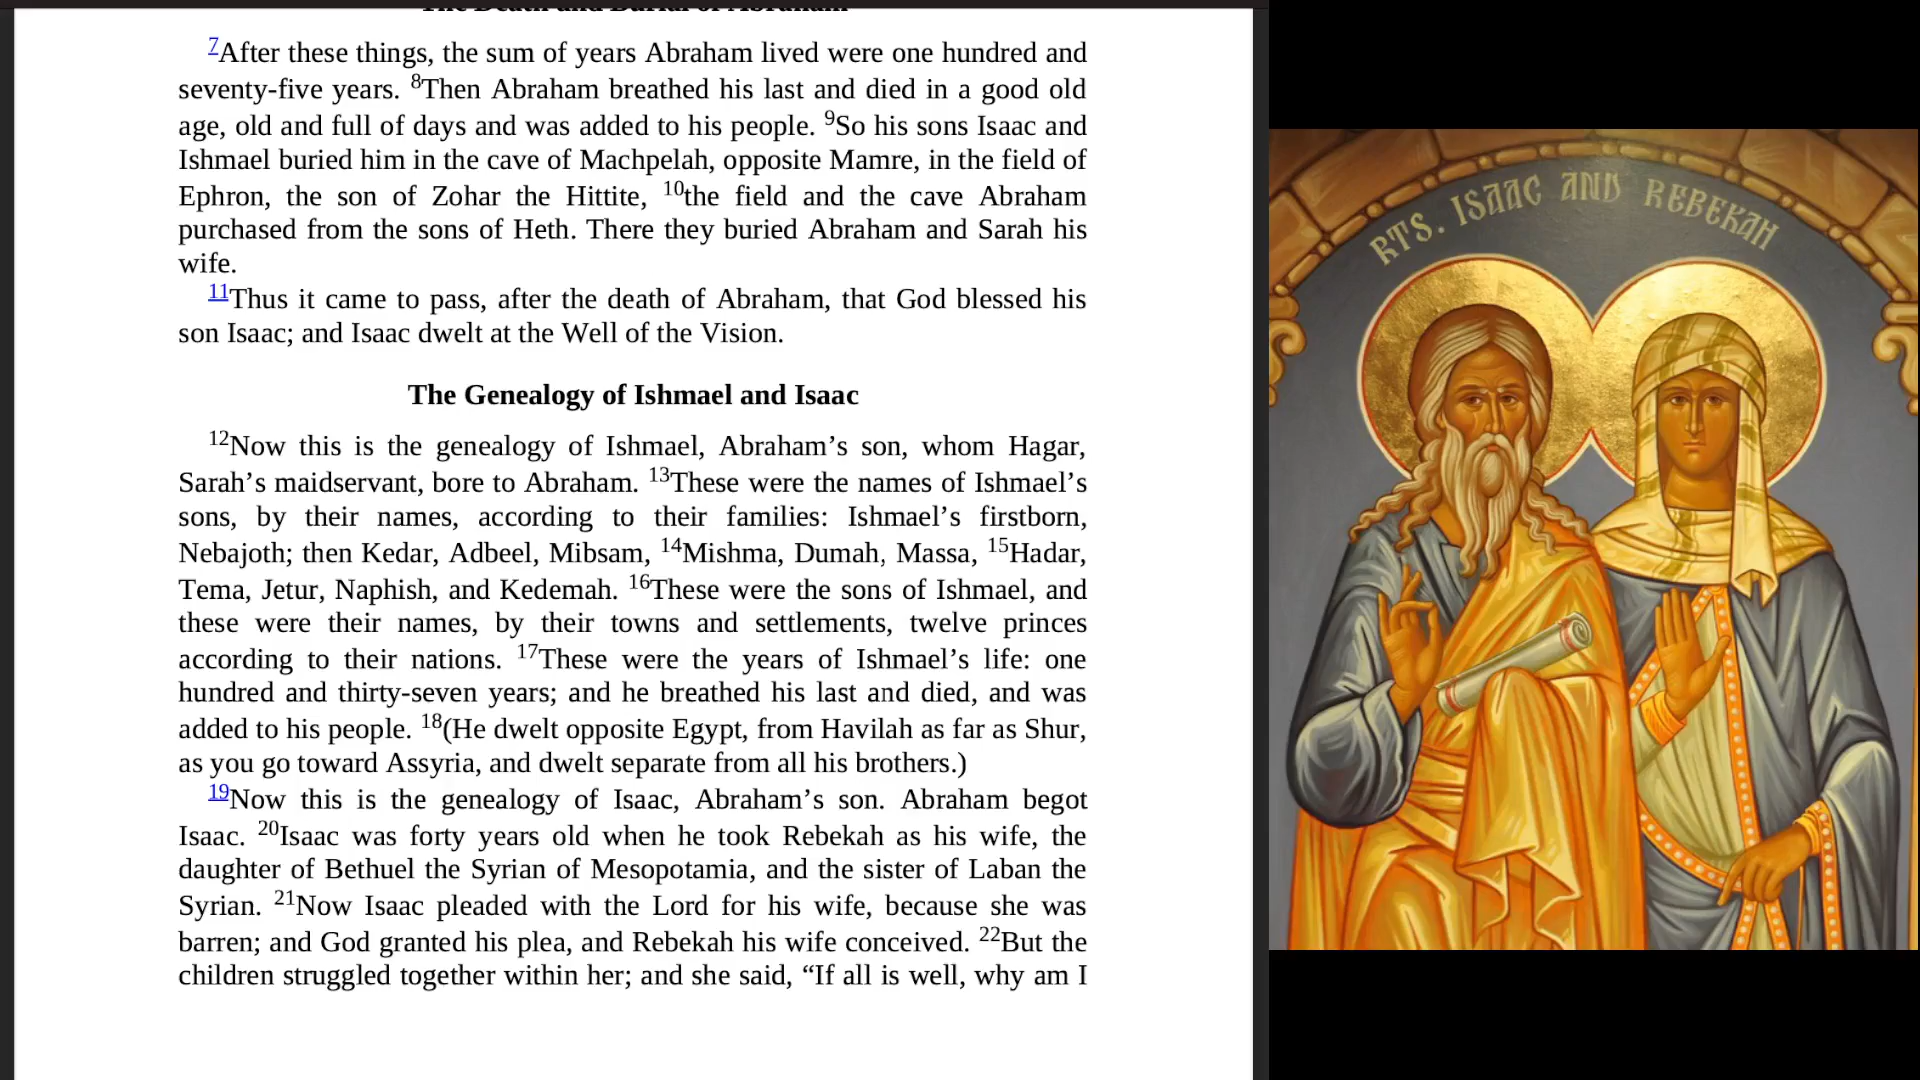 The Death and Burial of Abraham
7After these things, the sum of years Abraham lived were one hundred and
seventy-five years. 8Then Abraham breathed his last and died in a good old
age, old and full of days and was added to his people. 9So his sons Isaac and
Ishmael buried him in the cave of Machpelah, opposite Mamre, in the field of
Ephron, the son of Zohar the Hittite, 10the field and the cave Abraham
purchased from the sons of Heth. There they buried Abraham and Sarah his
wife.
11Thus it came to pass, after the death of Abraham, that God blessed his
son Isaac; and Isaac dwelt at the Well of the Vision.
The Genealogy of Ishmael and Isaac
12Now this is the genealogy of Ishmael, Abraham’s son, whom Hagar,
Sarah’s maidservant, bore to Abraham. 13These were the names of Ishmael’s
sons, by their names, according to their families: Ishmael’s firstborn,
Nebajoth; then Kedar, Adbeel, Mibsam, 14Mishma, Dumah, Massa, 15Hadar,
Tema, Jetur, Naphish, and Kedemah. 16These were the sons of Ishmael, and
these were their names, by their towns and settlements, twelve princes
according to their nations. 17These were the years of Ishmael’s life: one
hundred and thirty-seven years; and he breathed his last and died, and was
added to his people. 18(He dwelt opposite Egypt, from Havilah as far as Shur,
as you go toward Assyria, and dwelt separate from all his brothers.)
19Now this is the genealogy of Isaac, Abraham’s son. Abraham begot
Isaac. 20Isaac was forty years old when he took Rebekah as his wife, the
daughter of Bethuel the Syrian of Mesopotamia, and the sister of Laban the
Syrian. 21Now Isaac pleaded with the Lord for his wife, because she was
barren; and God granted his plea, and Rebekah his wife conceived. 22But the
children struggled together within her; and she said, “If all is well, why am I
RTS. ISAAC AND REBEKAH